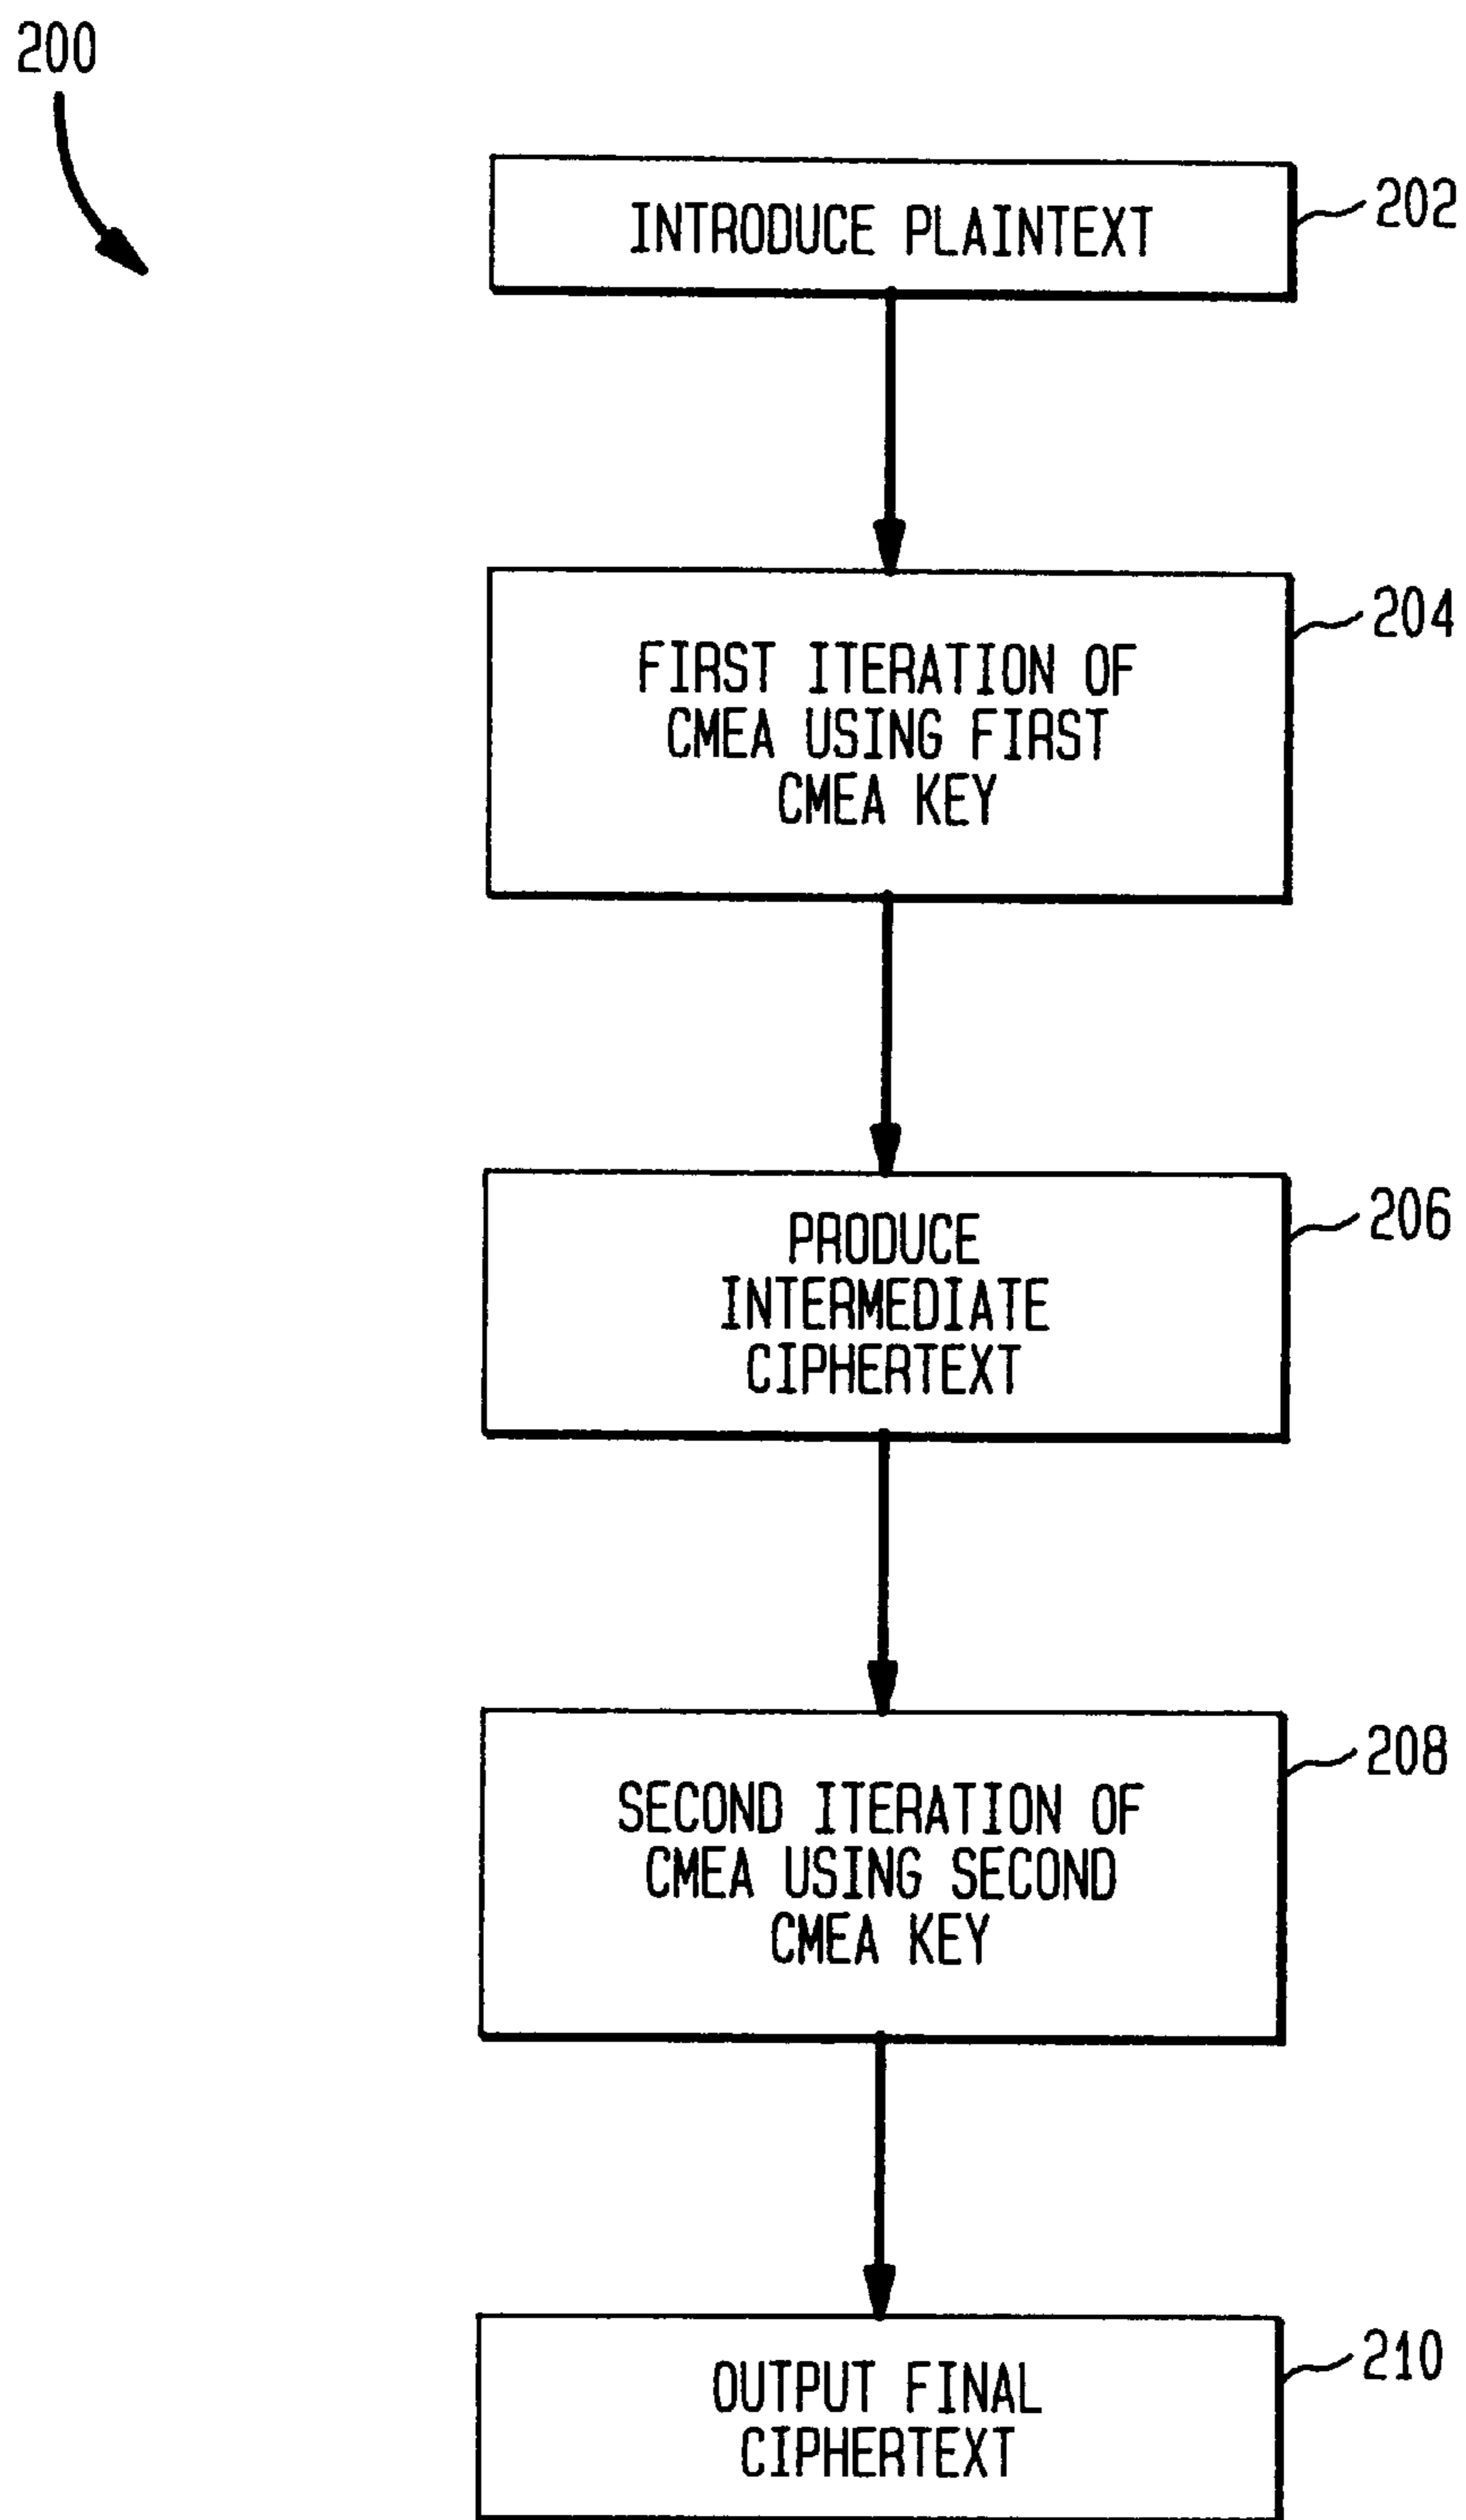 200
INTRODUCE PLAINTEXT
202
FIRST ITERATION OF
CMEA USING FIRST
CMEA KEY
204
PRODUCE
INTERMEDIATE
CIPHERTEXT
206
SECOND ITERATION OF
CMEA USING SECOND
CMEA KEY
208
OUTPUT FINAL
CIPHERTEXT
210